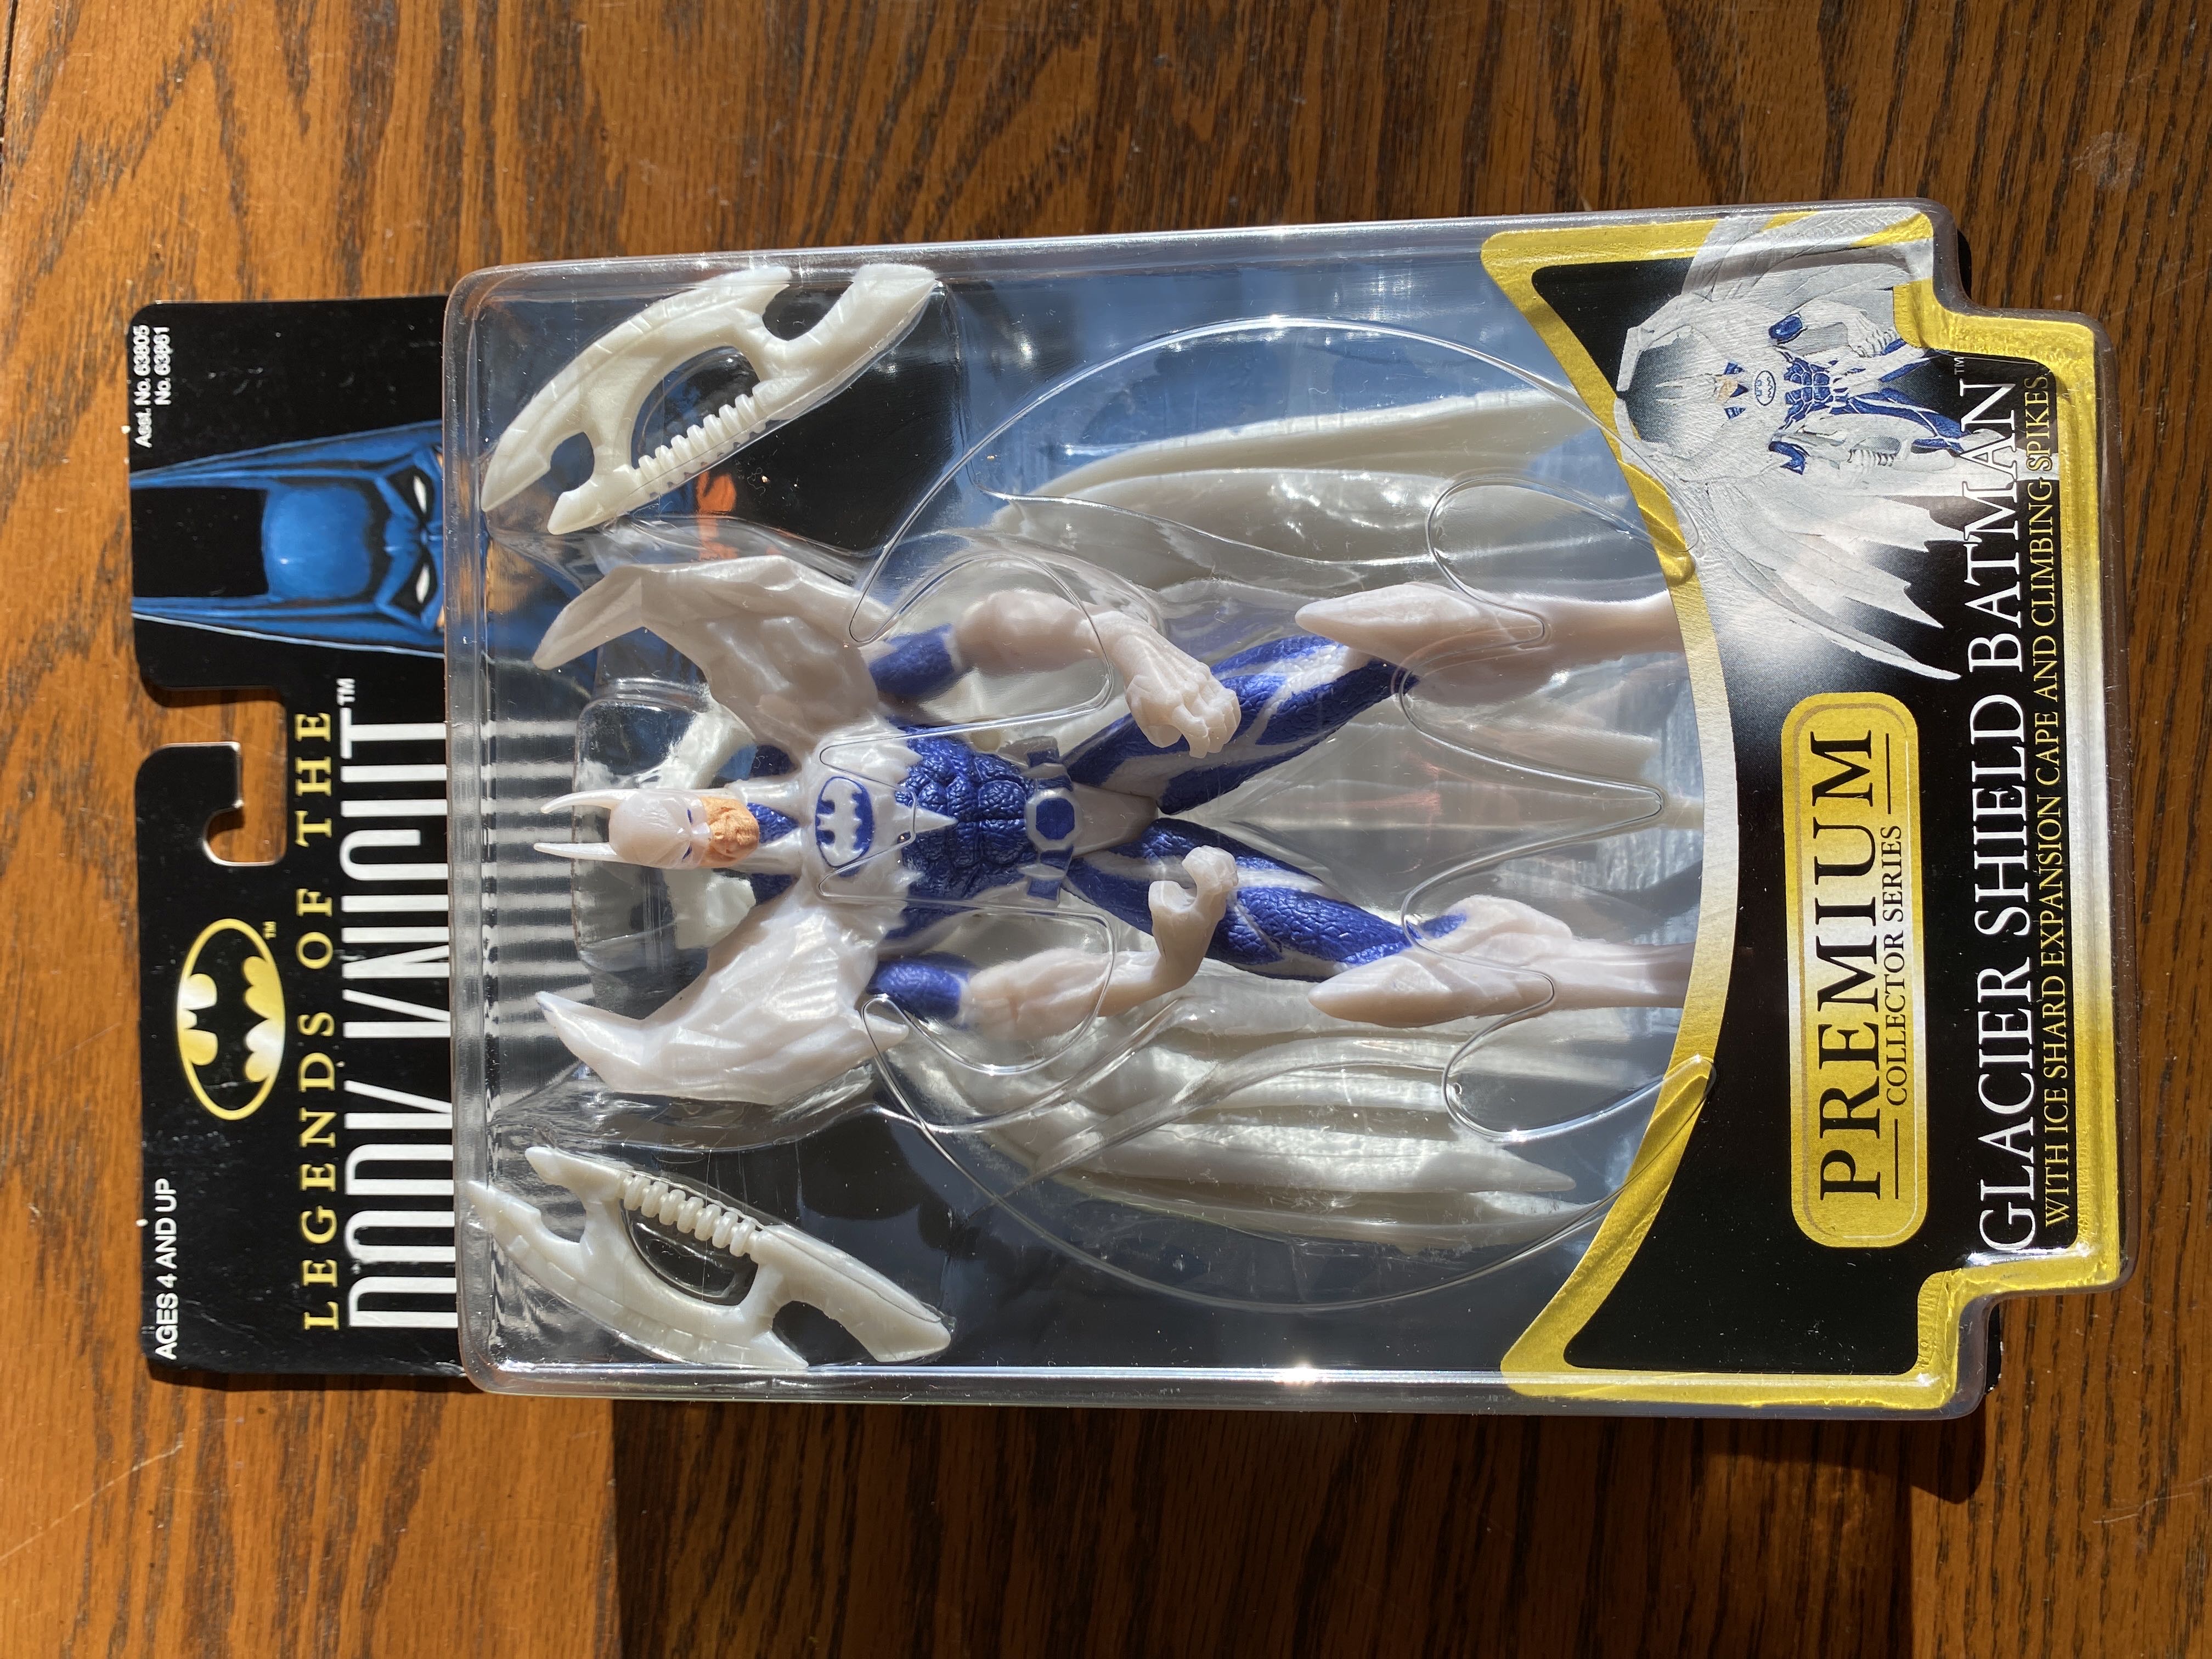 Asst. No. 63805
No. 63861
AGES 4 AND UP
™
LEGENDS OF THE
DARK KNIGHT™
PREMIUM
COLLECTOR SERIES
GLACIER SHIELD BATMAN™
WITH ICE SHARD EXPANSION CAPE AND CLIMBING SPIKES